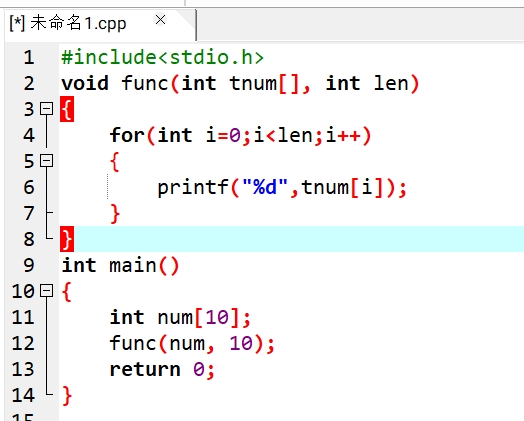 [*] 未命名1.cpp ×
1 #include<stdio.h>
2 void func(int tnum[], int len)
3 {
4 for(int i=0;i<len;i++)
5 {
6 printf("%d",tnum[i]);
7 }
8 }
9 int main()
10 {
11 int num[10];
12 func(num, 10);
13 return 0;
14 }
15